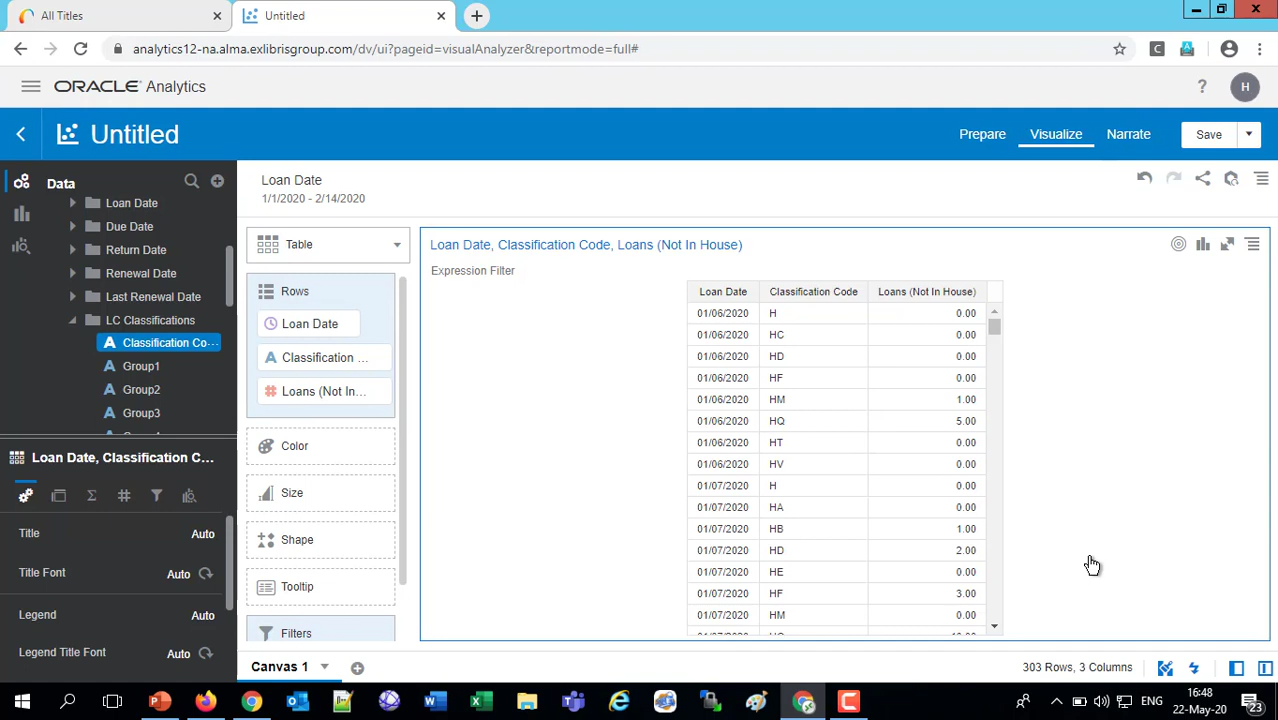 All Titles
Untitled
analytics12-na.alma.exlibrisgroup.com/dv/ui?pageid=visualAnalyzer&reportmode=full#
C
A
ORACLE Analytics
?
H
Untitled
Prepare
Visualize
Narrate
Save
Data
Loan Date
Due Date
Return Date
Renewal Date
Last Renewal Date
LC Classifications
A Classification Co...
A Group1
A Group2
A Group3
Loan Date, Classification C...
Title Auto
Title Font Auto
Legend Auto
Legend Title Font Auto
Loan Date
1/1/2020 - 2/14/2020
Table
Rows
Loan Date
A Classification ...
Loans (Not In...
Color
Size
Shape
Tooltip
Filters
Loan Date, Classification Code, Loans (Not In House)
Expression Filter
Loan Date Classification Code Loans (Not In House)
01/06/2020 H 0.00
01/06/2020 HC 0.00
01/06/2020 HD 0.00
01/06/2020 HF 0.00
01/06/2020 HM 1.00
01/06/2020 HQ 5.00
01/06/2020 HT 0.00
01/06/2020 HV 0.00
01/07/2020 H 0.00
01/07/2020 HA 0.00
01/07/2020 HB 1.00
01/07/2020 HD 2.00
01/07/2020 HE 0.00
01/07/2020 HF 3.00
01/07/2020 HM 0.00
Canvas 1
303 Rows, 3 Columns
ENG
16:48
22-May-20
23